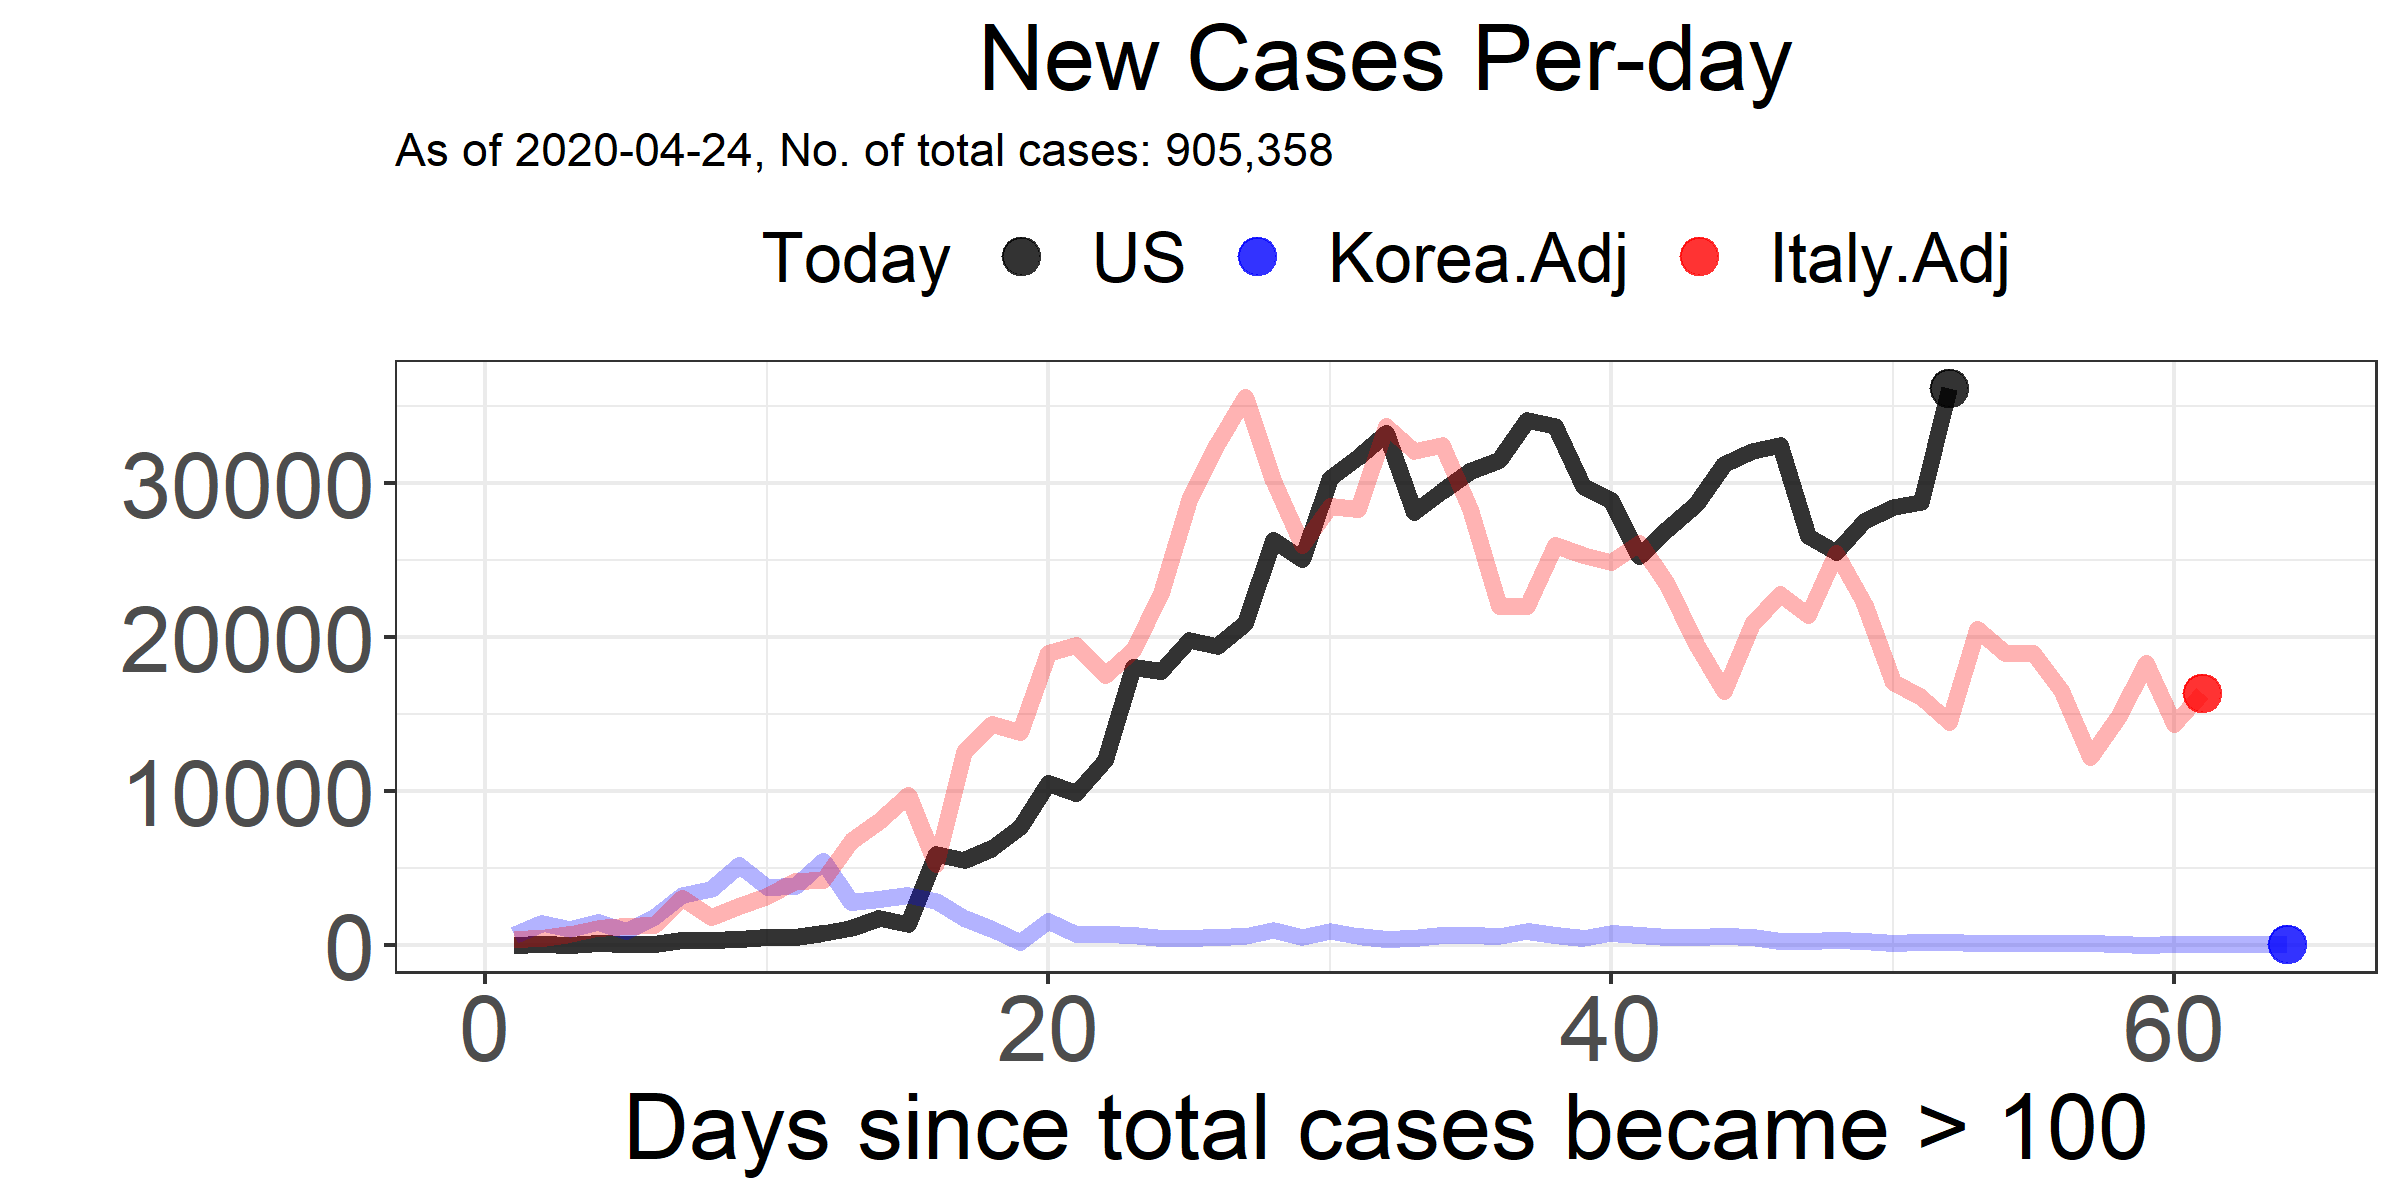 New Cases Per-day
As of 2020-04-24, No. of total cases: 905,358
Today US Korea.Adj Italy.Adj
30000
20000
10000
0
0 20 40 60
Days since total cases became > 100